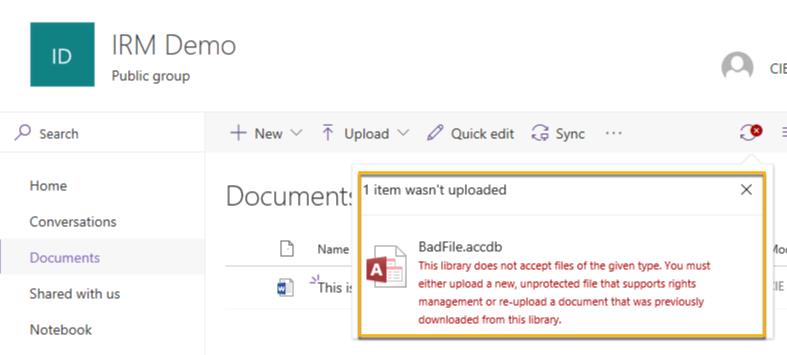 ID
IRM Demo
Public group
CIE
Search
New
Upload
Quick edit
Sync
Home
Conversations
Documents
Shared with us
Notebook
Documents
Name
This is
1 item wasn't uploaded
BadFile.accdb
This library does not accept files of the given type. You must
either upload a new, unprotected file that supports rights
management or re-upload a document that was previously
downloaded from this library.